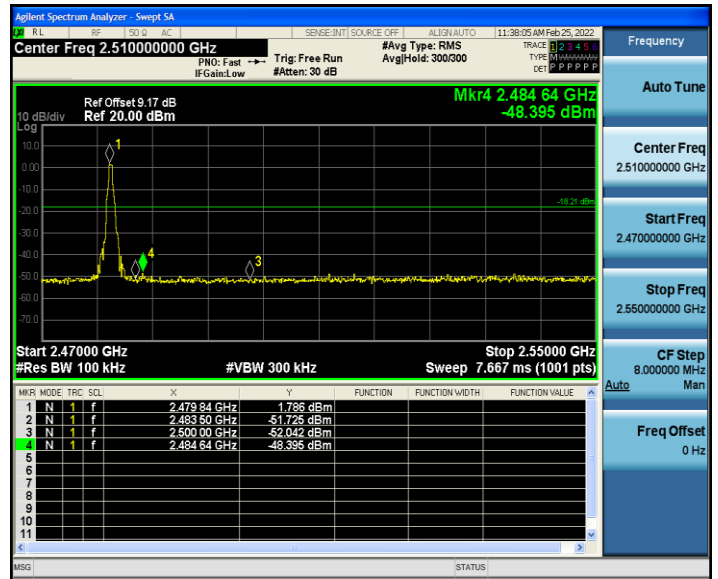 Agilent Spectrum Analyzer - Swept SA
RL RF 50 Ω AC SENSE:INT SOURCE OFF ALIGNAUTO 11:38:05 AM Feb 25, 2022
Center Freq 2.510000000 GHz #Avg Type: RMS TRACE 1 2 3 4 5 6
PNO: Fast Trig: Free Run Avg|Hold: 300/300 TYPE M
IFGain:Low #Atten: 30 dB DET P P P P P P
Frequency
Auto Tune
Center Freq
2.510000000 GHz
Start Freq
2.470000000 GHz
Stop Freq
2.550000000 GHz
CF Step
8.000000 MHz
Auto Man
Freq Offset
0 Hz
Mkr4 2.484 64 GHz
-48.395 dBm
Ref Offset 9.17 dB
10 dB/div Ref 20.00 dBm
Log
10.0
0.00
-10.0
-20.0
-30.0
-40.0
-50.0
-60.0
-70.0
1
4
3
-18.21 dBm
Start 2.47000 GHz Stop 2.55000 GHz
#Res BW 100 kHz #VBW 300 kHz Sweep 7.667 ms (1001 pts)
MKR MODE TRC SCL X Y FUNCTION FUNCTION WIDTH FUNCTION VALUE
1 N 1 f 2.479 84 GHz 1.786 dBm
2 N 1 f 2.483 50 GHz -51.725 dBm
3 N 1 f 2.500 00 GHz -52.042 dBm
4 N 1 f 2.484 64 GHz -48.395 dBm
5
6
7
8
9
10
11
MSG STATUS